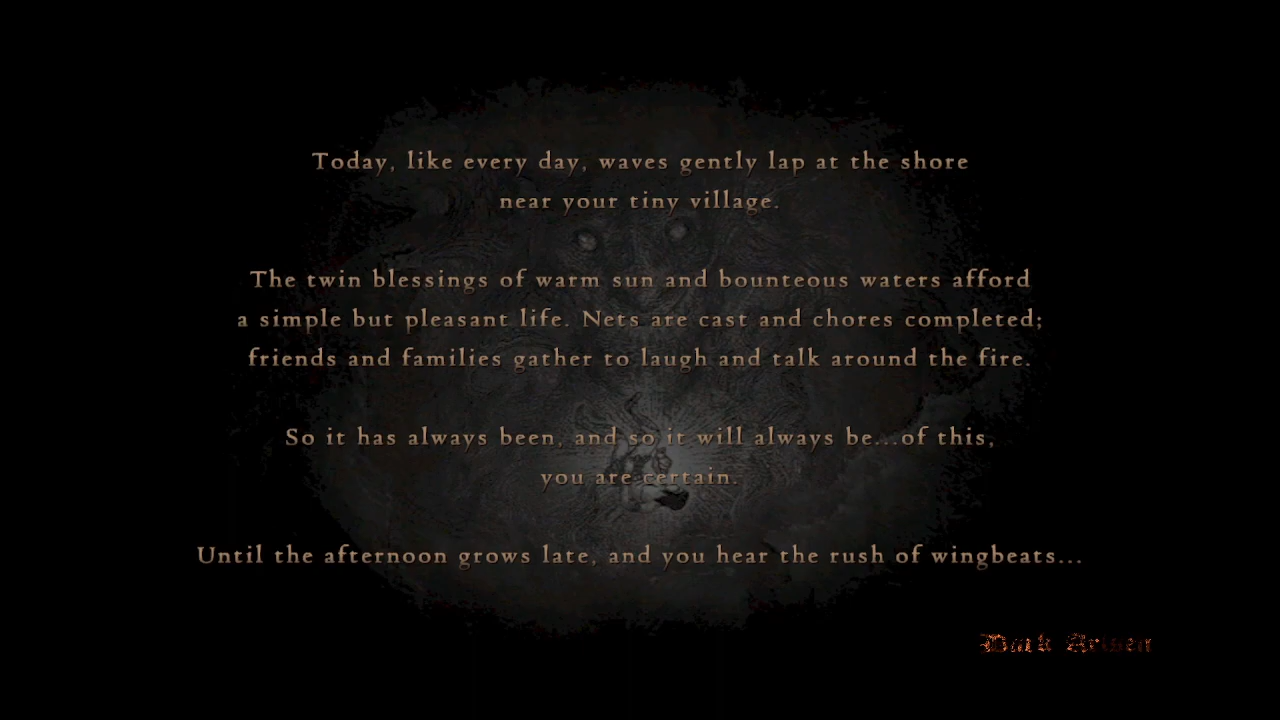 Today, like every day, waves gently lap at the shore
near your tiny village.
The twin blessings of warm sun and bounteous waters afford
a simple but pleasant life. Nets are cast and chores completed;
friends and families gather to laugh and talk around the fire.
So it has always been, and so it will always be...of this,
you are certain.
Until the afternoon grows late, and you hear the rush of wingbeats...
Dark Arisen